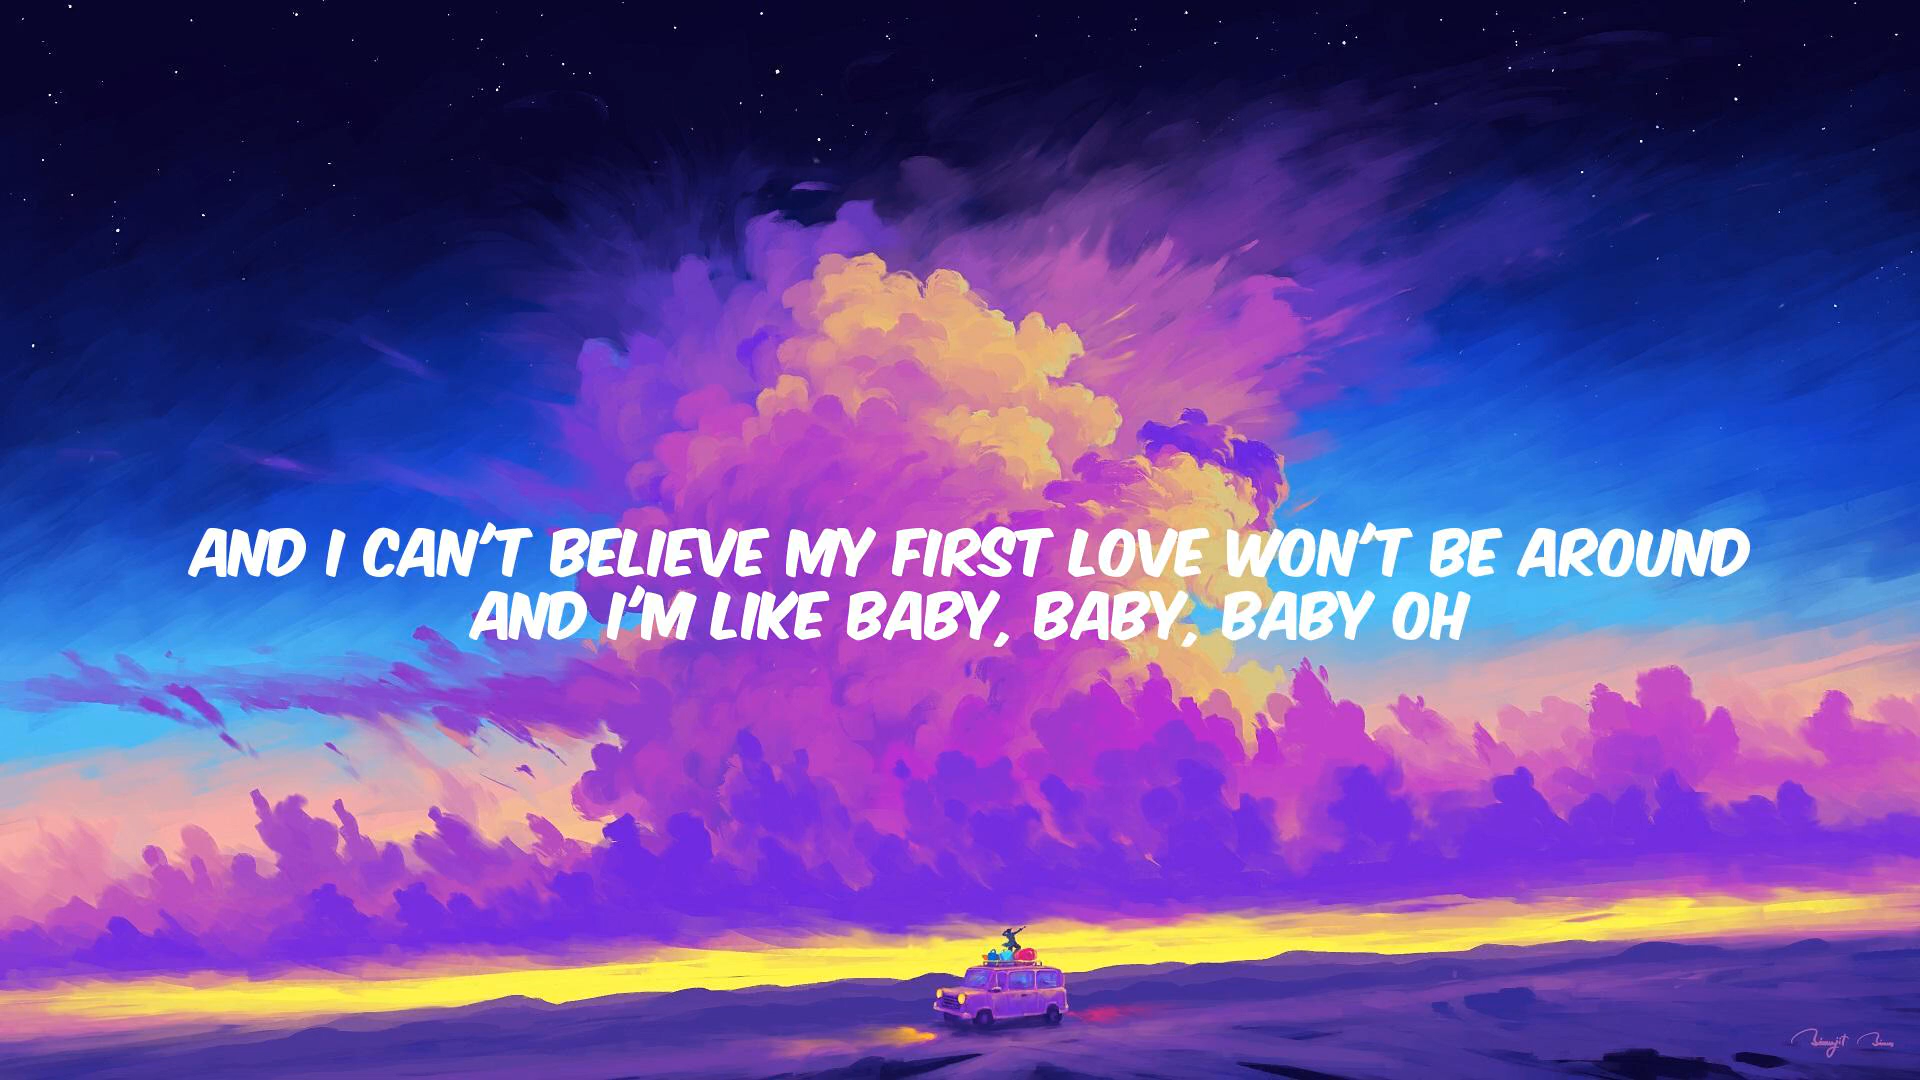 AND I CAN'T BELIEVE MY FIRST LOVE WON'T BE AROUND
AND I'M LIKE BABY, BABY, BABY OH